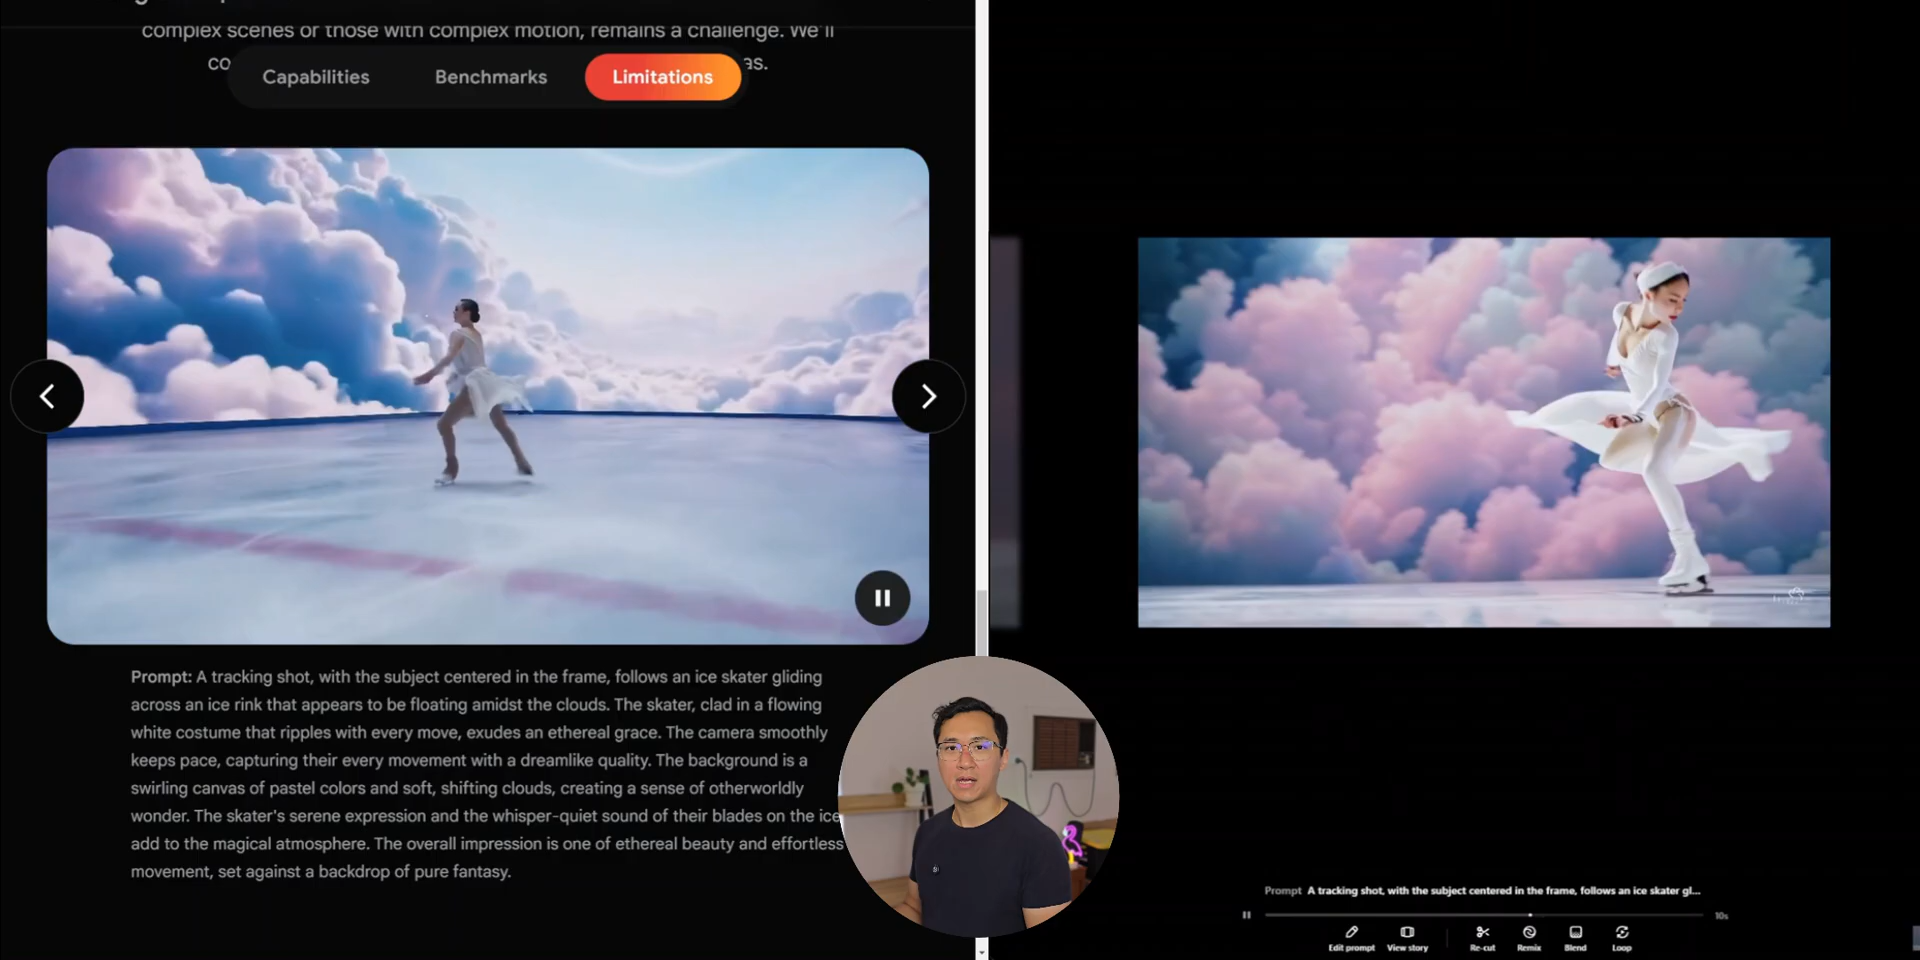 complex scenes or those with complex motion, remains a challenge. We'll
co as.
Capabilities Benchmarks Limitations
Prompt: A tracking shot, with the subject centered in the frame, follows an ice skater gliding
across an ice rink that appears to be floating amidst the clouds. The skater, clad in a flowing
white costume that ripples with every move, exudes an ethereal grace. The camera smoothly
keeps pace, capturing their every movement with a dreamlike quality. The background is a
swirling canvas of pastel colors and soft, shifting clouds, creating a sense of otherworldly
wonder. The skater's serene expression and the whisper-quiet sound of their blades on the ice
add to the magical atmosphere. The overall impression is one of ethereal beauty and effortless
movement, set against a backdrop of pure fantasy.
Prompt A tracking shot, with the subject centered in the frame, follows an ice skater gl...
10s
Edit prompt View story Re-cut Remix Blend Loop